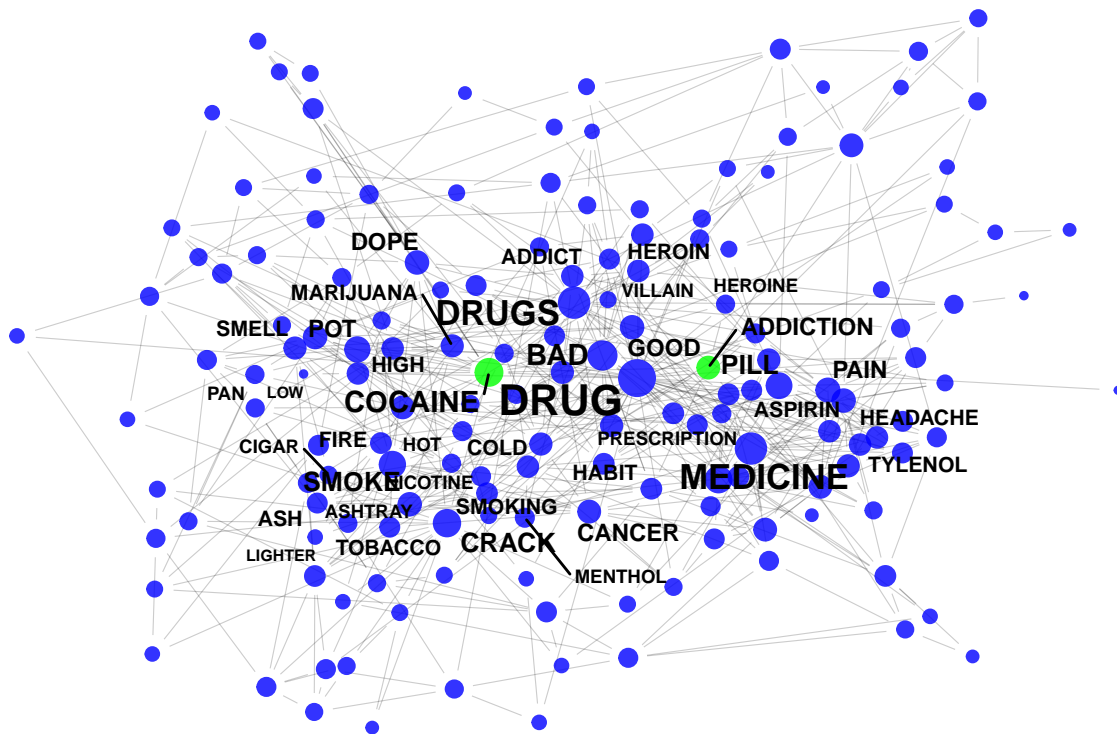 DOPE
ADDICT
HEROIN
MARIJUANA
VILLAIN
HEROINE
DRUGS
SMELL
POT
ADDICTION
HIGH
BAD
GOOD
PILL
PAIN
PAN
LOW
COCAINE
DRUG
ASPIRIN
HEADACHE
CIGAR
FIRE
HOT
COLD
PRESCRIPTION
TYLENOL
SMOKE
NICOTINE
HABIT
MEDICINE
ASH
ASHTRAY
SMOKING
CANCER
LIGHTER
TOBACCO
CRACK
MENTHOL